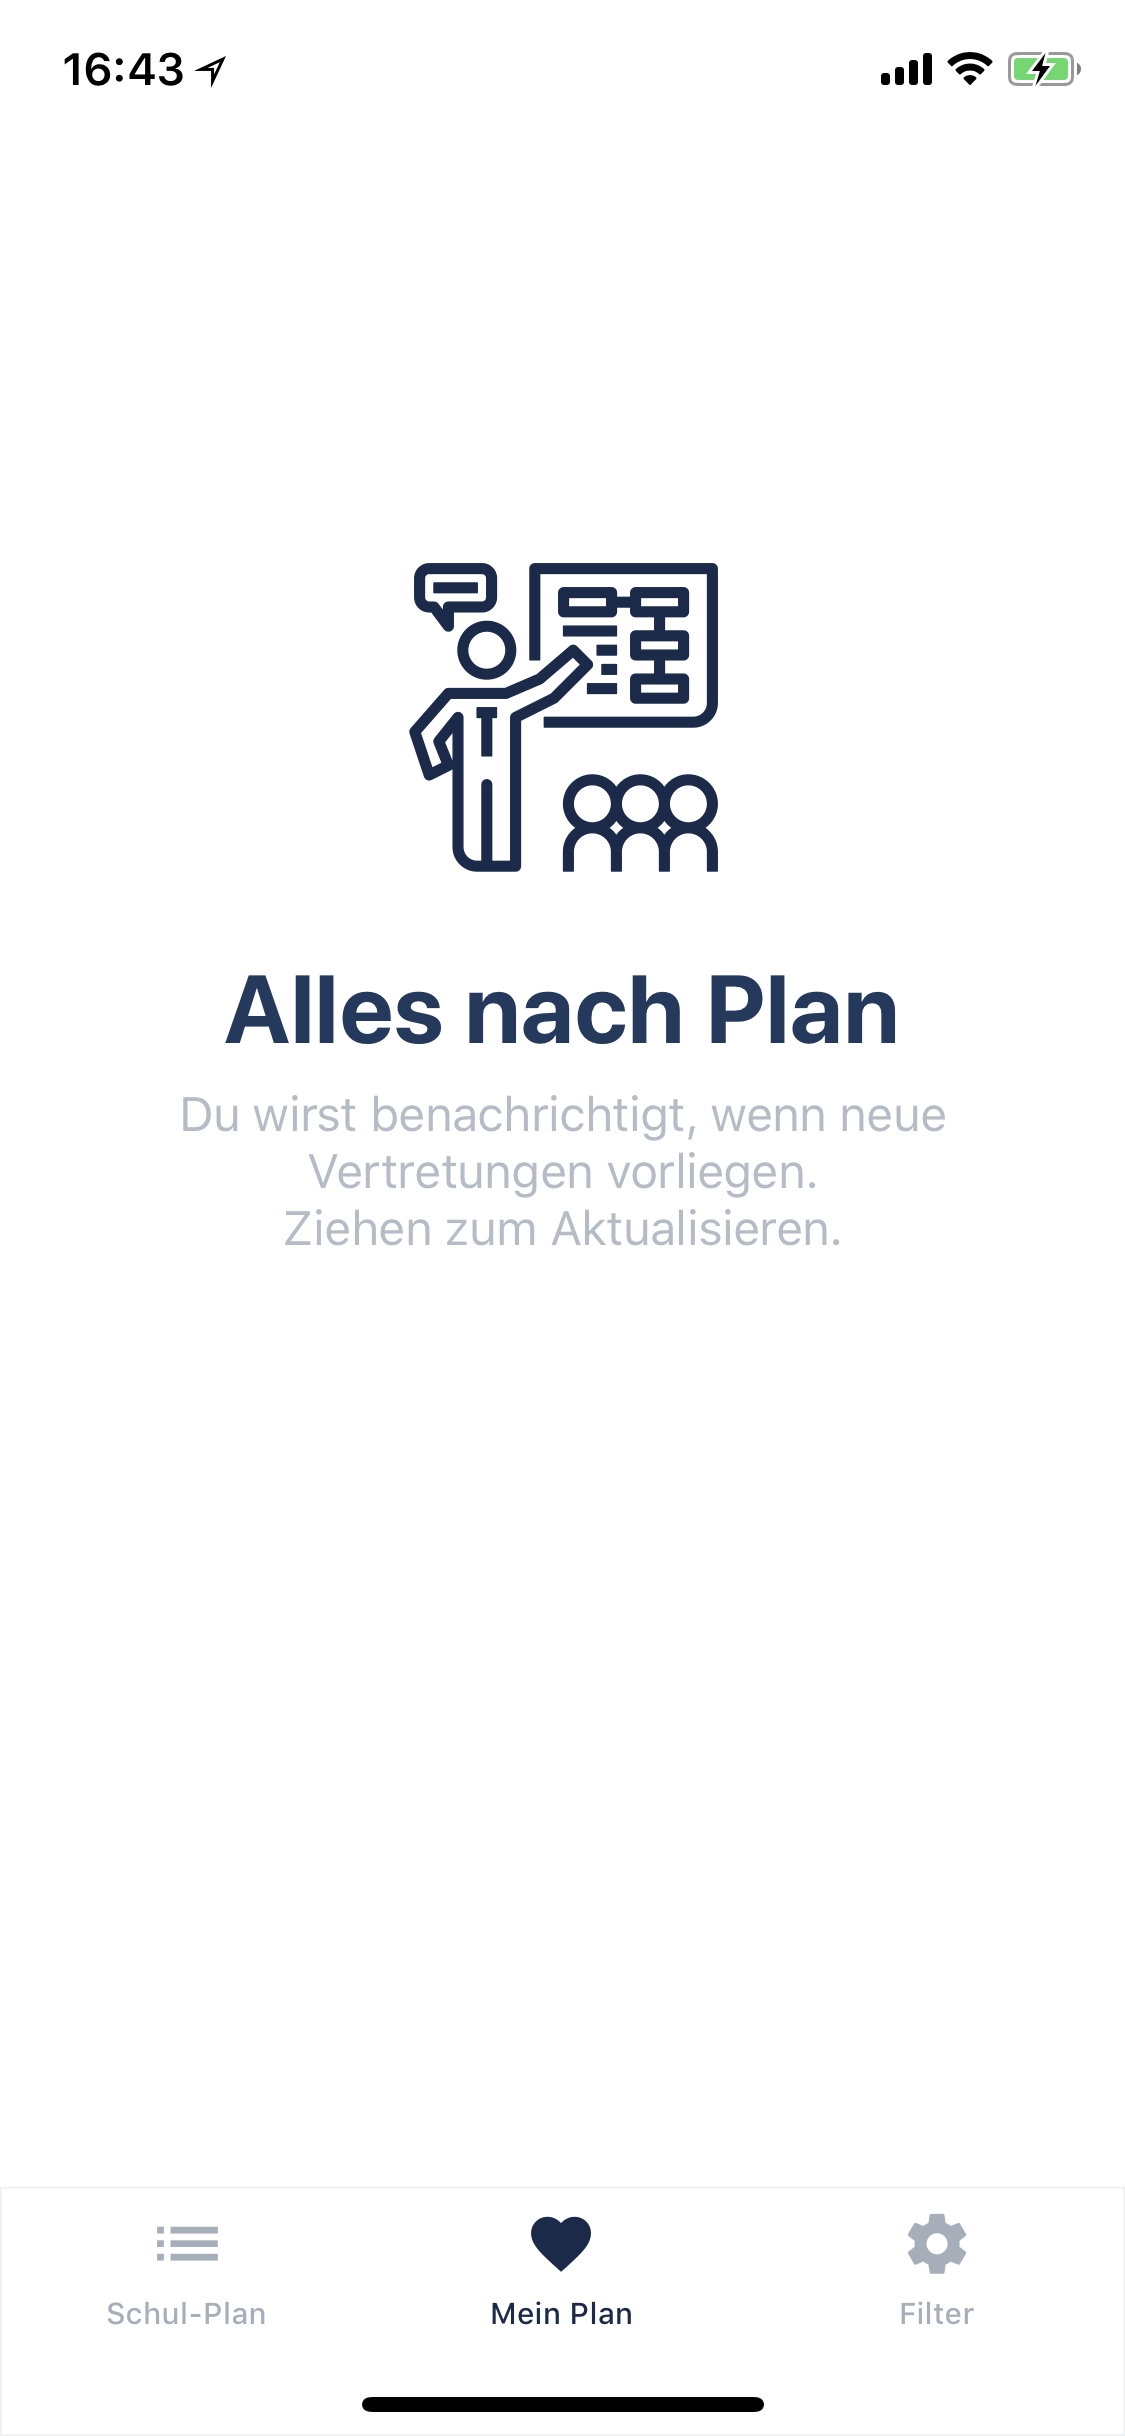 16:43
Alles nach Plan
Du wirst benachrichtigt, wenn neue
Vertretungen vorliegen.
Ziehen zum Aktualisieren.
Schul-Plan
Mein Plan
Filter